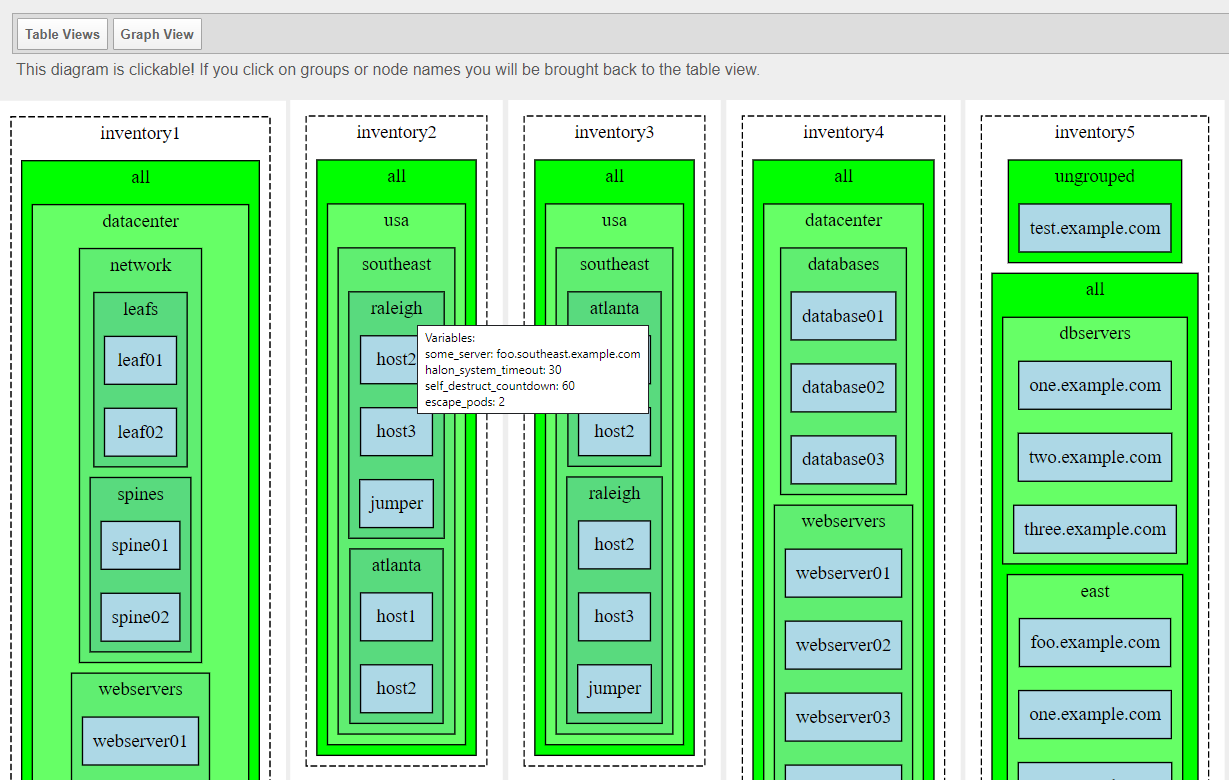 Table Views
Graph View
This diagram is clickable! If you click on groups or node names you will be brought back to the table view.
inventory1
all
datacenter
network
leafs
leaf01
leaf02
spines
spine01
spine02
webservers
webserver01
inventory2
all
usa
southeast
raleigh
host2
host3
jumper
atlanta
host1
host2
Variables:
some_server: foo.southeast.example.com
halon_system_timeout: 30
self_destruct_countdown: 60
escape_pods: 2
inventory3
all
usa
southeast
atlanta
host2
raleigh
host2
host3
jumper
inventory4
all
datacenter
databases
database01
database02
database03
webservers
webserver01
webserver02
webserver03
inventory5
ungrouped
test.example.com
all
dbservers
one.example.com
two.example.com
three.example.com
east
foo.example.com
one.example.com